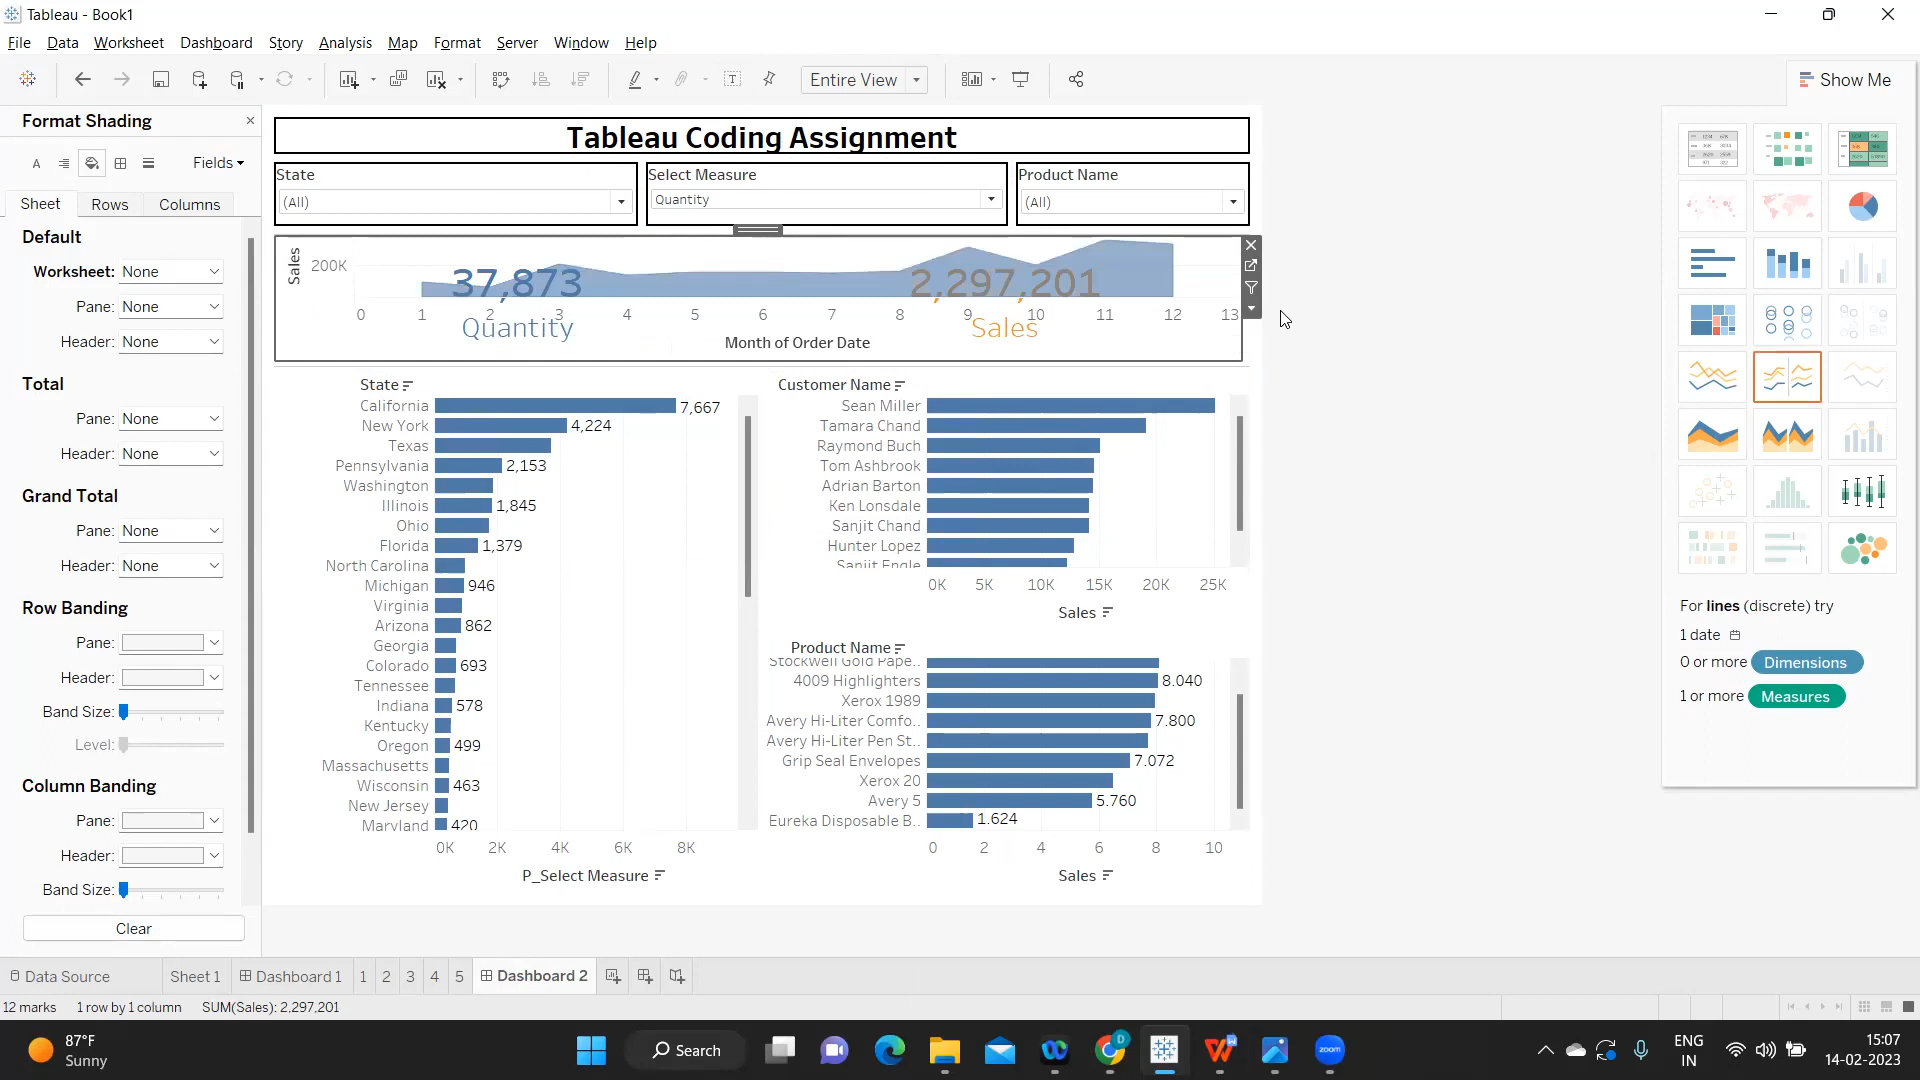 Tableau - Book1
File Data Worksheet Dashboard Story Analysis Map Format Server Window Help
Entire View
Show Me
Format Shading
Fields
Sheet Rows Columns
Default
Worksheet: None
Pane: None
Header: None
Total
Pane: None
Header: None
Grand Total
Pane: None
Header: None
Row Banding
Pane:
Header:
Band Size:
Level:
Column Banding
Pane:
Header:
Band Size:
Clear
Tableau Coding Assignment
State
(All)
Select Measure
Quantity
Product Name
(All)
Sales
200K
37,873
Quantity
2,297,201
Sales
0 1 2 3 4 5 6 7 8 9 10 11 12 13
Month of Order Date
State
California 7,667
New York 4,224
Texas
Pennsylvania 2,153
Washington
Illinois 1,845
Ohio
Florida 1,379
North Carolina
Michigan 946
Virginia
Arizona 862
Georgia
Colorado 693
Tennessee
Indiana 578
Kentucky
Oregon 499
Massachusetts
Wisconsin 463
New Jersey
Maryland 420
0K 2K 4K 6K 8K
P_Select Measure
Customer Name
Sean Miller
Tamara Chand
Raymond Buch
Tom Ashbrook
Adrian Barton
Ken Lonsdale
Sanjit Chand
Hunter Lopez
Sanjit Engle
0K 5K 10K 15K 20K 25K
Sales
Product Name
Stockwell Gold Pape..
4009 Highlighters 8.040
Xerox 1989
Avery Hi-Liter Comfo.. 7.800
Avery Hi-Liter Pen St..
Grip Seal Envelopes 7.072
Xerox 20
Avery 5 5.760
Eureka Disposable B.. 1.624
0 2 4 6 8 10
Sales
For lines (discrete) try
1 date
0 or more Dimensions
1 or more Measures
Data Source Sheet 1 Dashboard 1 1 2 3 4 5 Dashboard 2
12 marks 1 row by 1 column SUM(Sales): 2,297,201
87°F
Sunny
Search
D
zoom
ENG
IN
15:07
14-02-2023